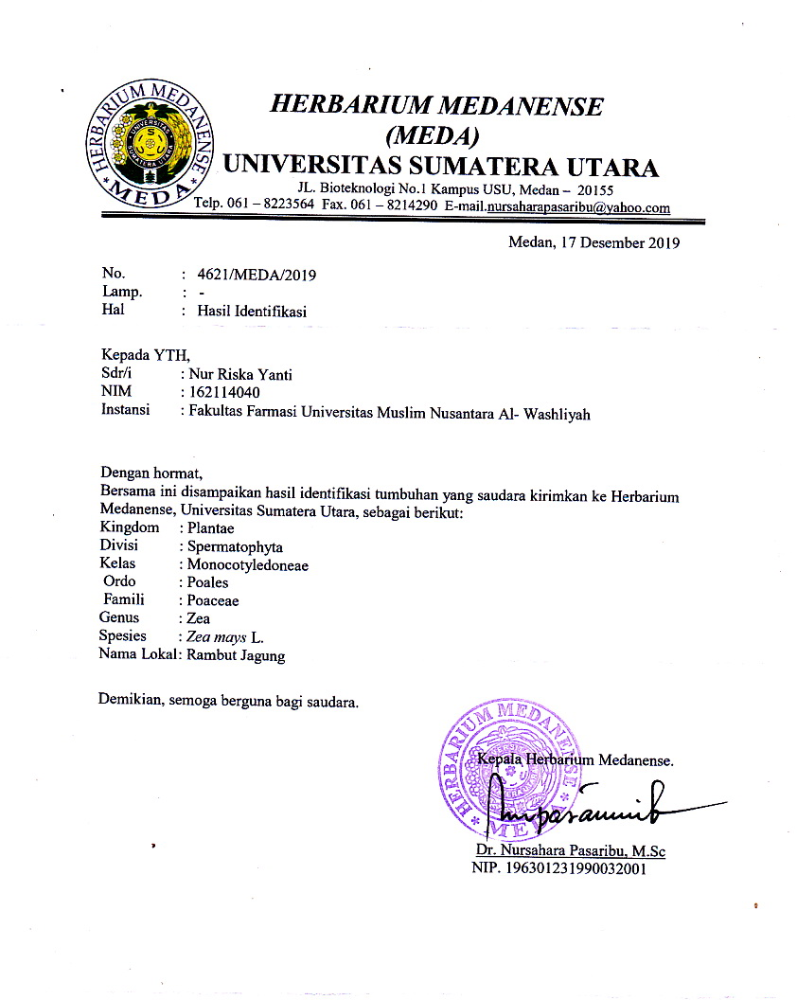 HERBARIUM MEDANENSE
(MEDA)
UNIVERSITAS SUMATERA UTARA
JL. Bioteknologi No.1 Kampus USU, Medan – 20155
Telp. 061 – 8223564 Fax. 061 – 8214290 E-mail.nursaharapasaribu@yahoo.com
HERBARIUM MEDANENSE
* MEDA *
UNIVERSITAS SUMATERA UTARA
Medan, 17 Desember 2019
No. : 4621/MEDA/2019
Lamp. : -
Hal : Hasil Identifikasi
Kepada YTH,
Sdr/i : Nur Riska Yanti
NIM : 162114040
Instansi : Fakultas Farmasi Universitas Muslim Nusantara Al- Washliyah
Dengan hormat,
Bersama ini disampaikan hasil identifikasi tumbuhan yang saudara kirimkan ke Herbarium
Medanense, Universitas Sumatera Utara, sebagai berikut:
Kingdom : Plantae
Divisi : Spermatophyta
Kelas : Monocotyledoneae
Ordo : Poales
Famili : Poaceae
Genus : Zea
Spesies : Zea mays L.
Nama Lokal: Rambut Jagung
Demikian, semoga berguna bagi saudara.
HERBARIUM MEDANENSE
* MEDA *
Kepala Herbarium Medanense.
Dr. Nursahara Pasaribu, M.Sc
NIP. 196301231990032001